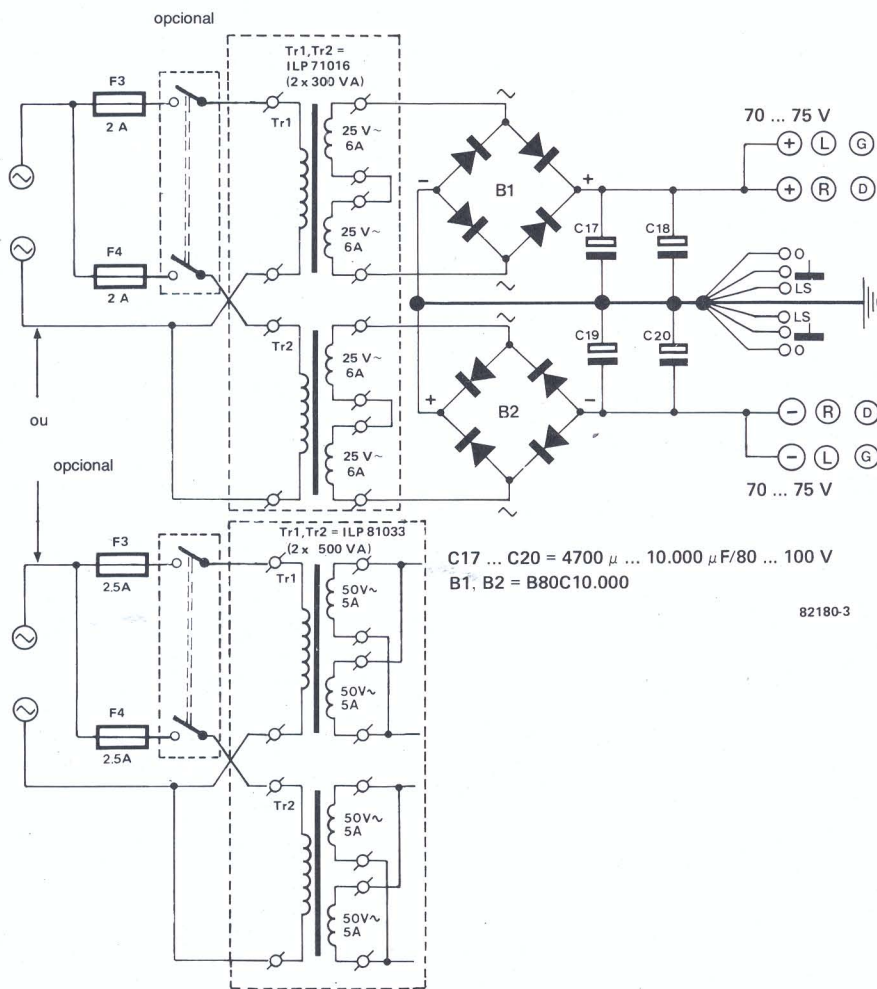 opcional
Tr1,Tr2 =
ILP 71016
(2 x 300 VA)
F3
2 A
Tr1
25 V~
6A
25 V~
6A
F4
2 A
Tr2
25 V~
6A
25 V~
6A
~
-
B1
+
~
~
+
B2
-
~
C17
C18
C19
C20
70 ... 75 V
+ L G
+ R D
O
LS
LS
O
- R D
- L G
70 ... 75 V
ou
opcional
Tr1,Tr2 = ILP 81033
(2 x 500 VA)
F3
2.5A
Tr1
50V~
5A
50V~
5A
F4
2.5A
Tr2
50V~
5A
50V~
5A
C17 ... C20 = 4700 μ ... 10.000 μF/80 ... 100 V
B1, B2 = B80C10.000
82180-3